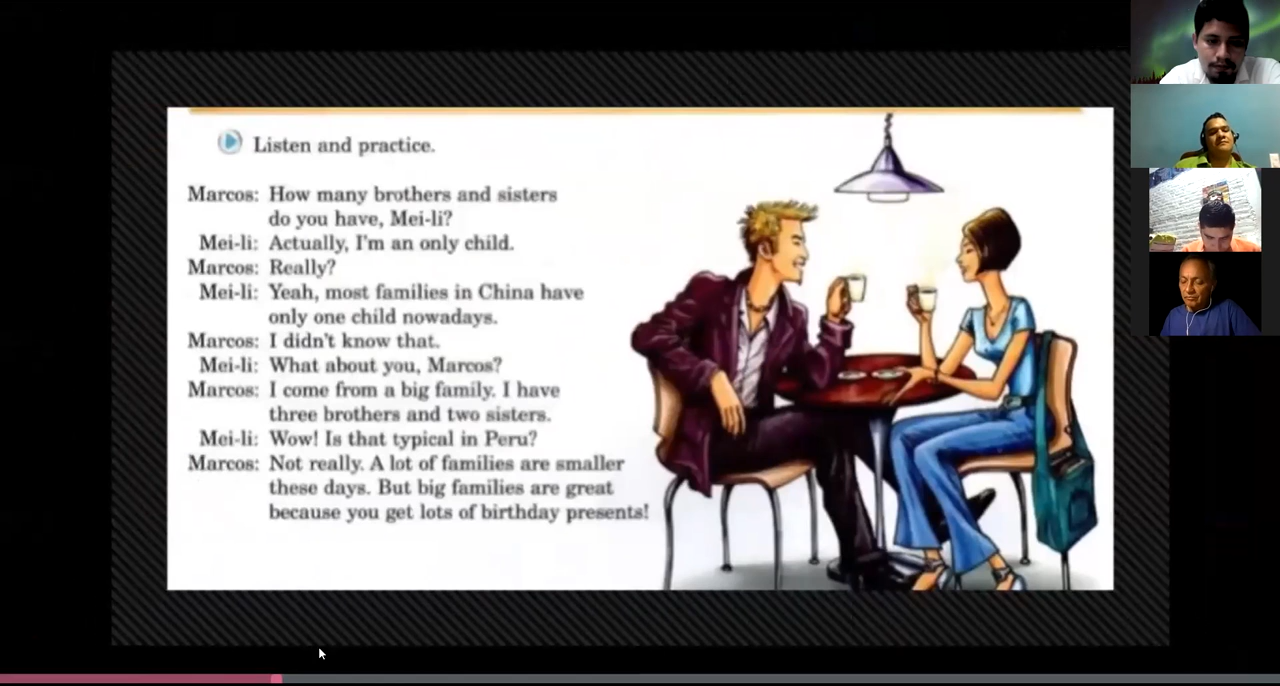 Listen and practice.
Marcos: How many brothers and sisters
do you have, Mei-li?
Mei-li: Actually, I'm an only child.
Marcos: Really?
Mei-li: Yeah, most families in China have
only one child nowadays.
Marcos: I didn't know that.
Mei-li: What about you, Marcos?
Marcos: I come from a big family. I have
three brothers and two sisters.
Mei-li: Wow! Is that typical in Peru?
Marcos: Not really. A lot of families are smaller
these days. But big families are great
because you get lots of birthday presents!